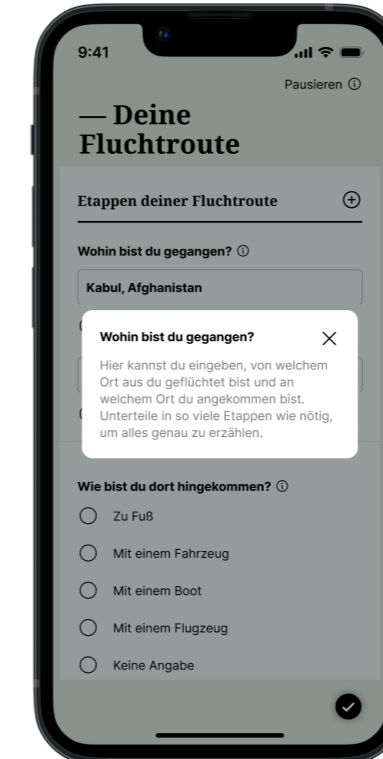 9:41
Pausieren
— Deine
Fluchtroute
Etappen deiner Fluchtroute
Wohin bist du gegangen?
Kabul, Afghanistan
Wohin bist du gegangen?
Hier kannst du eingeben, von welchem
Ort aus du geflüchtet bist und an
welchem Ort du angekommen bist.
Unterteile in so viele Etappen wie nötig,
um alles genau zu erzählen.
Wie bist du dort hingekommen?
Zu Fuß
Mit einem Fahrzeug
Mit einem Boot
Mit einem Flugzeug
Keine Angabe